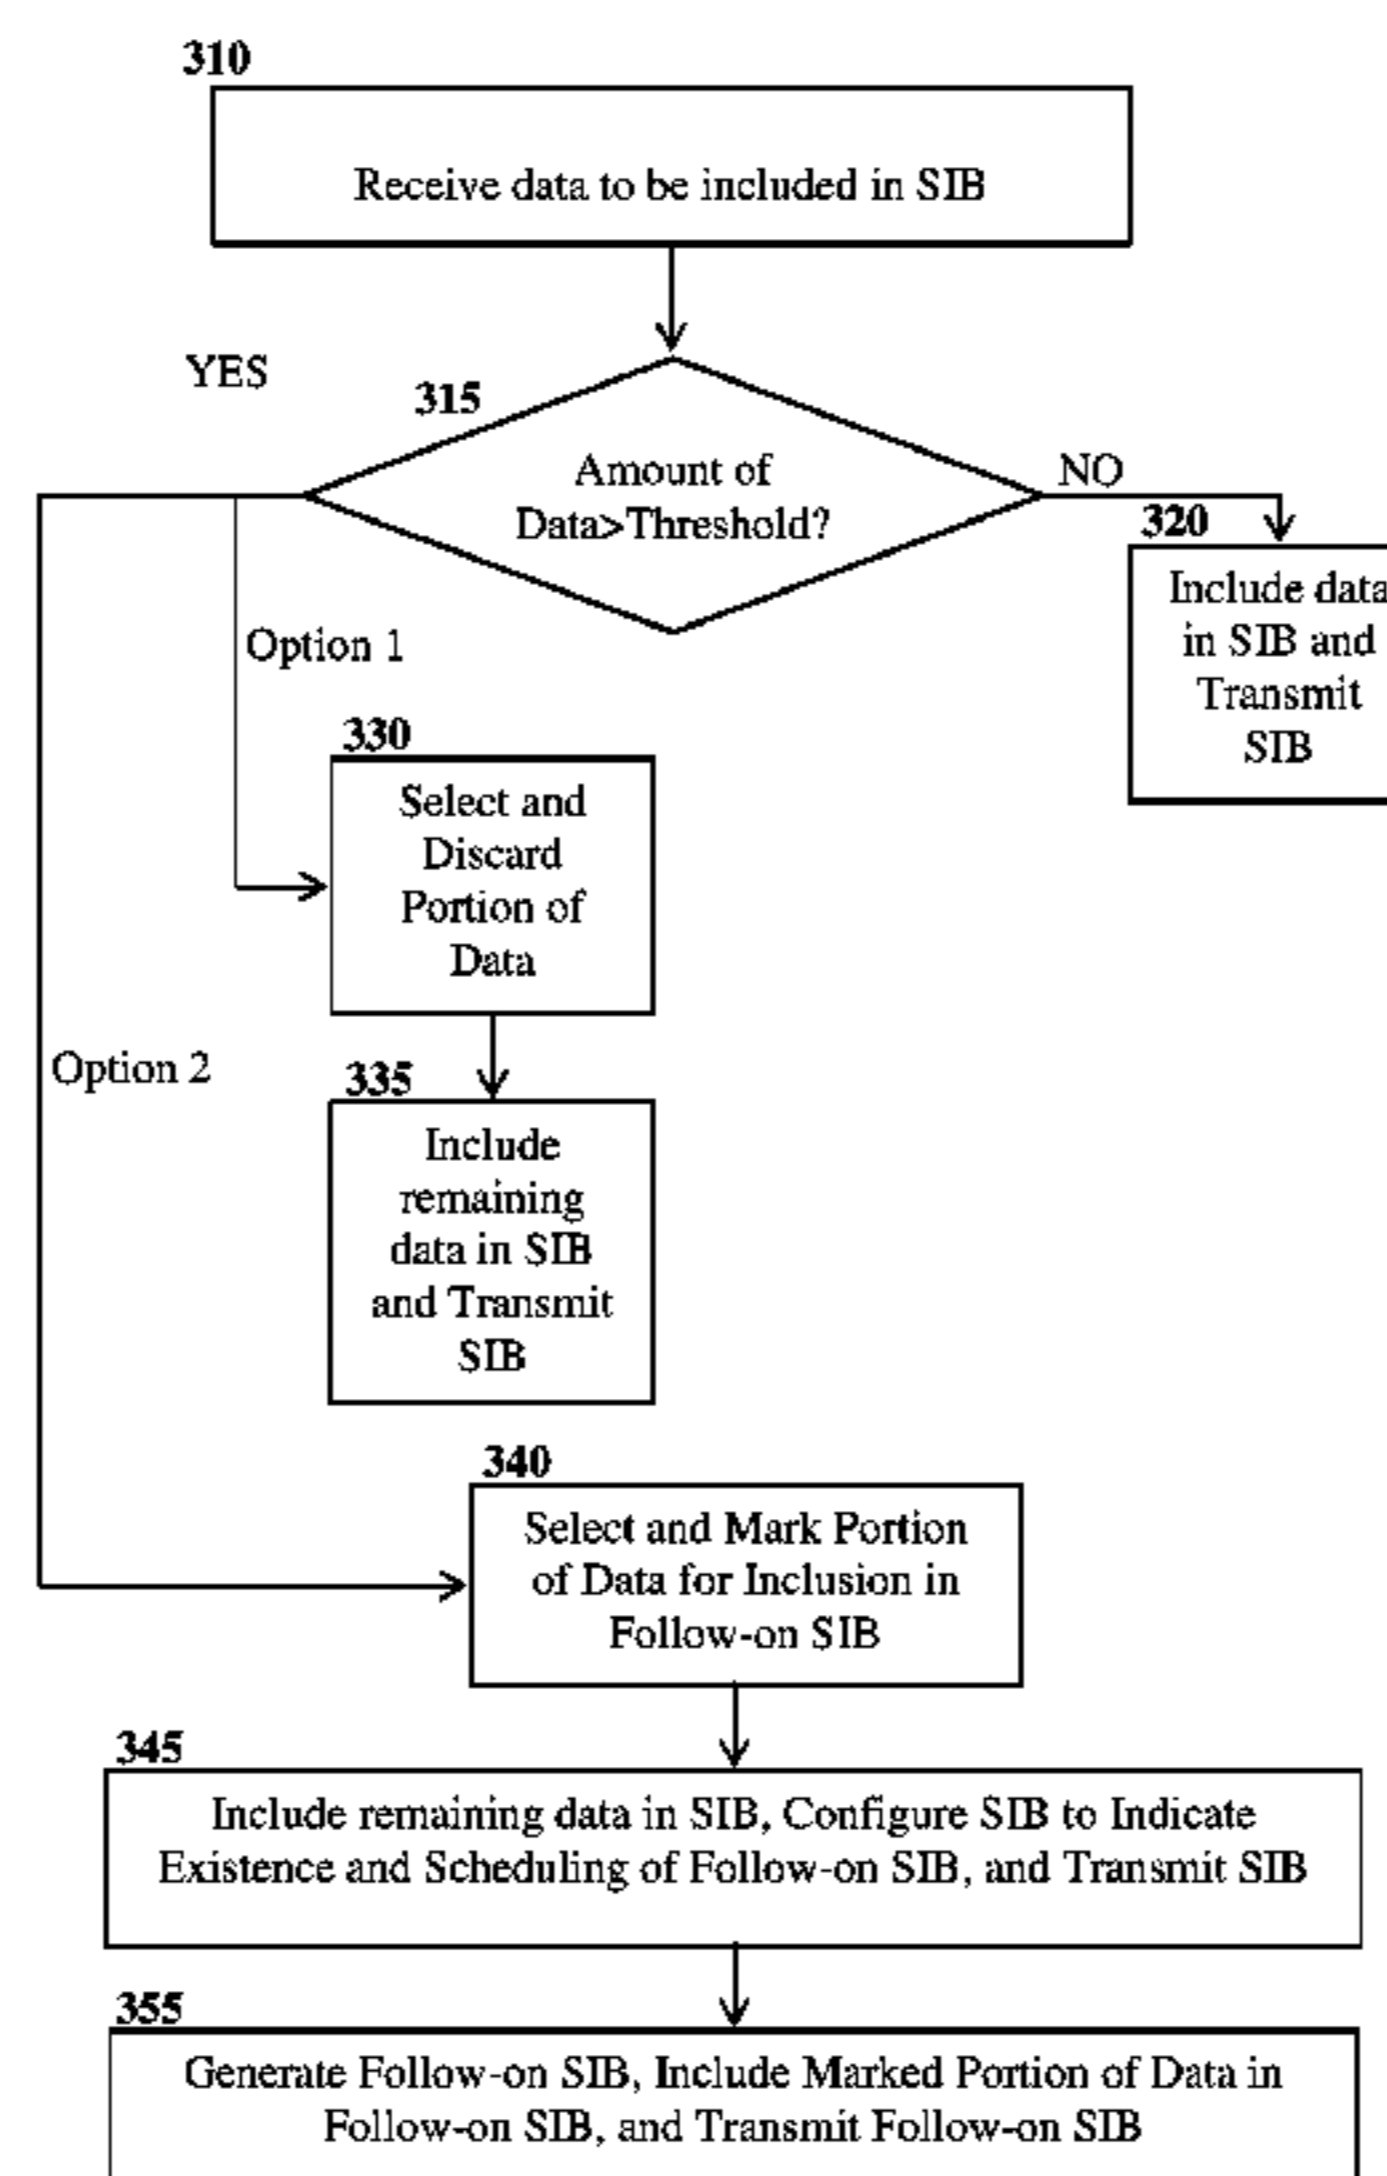 310
Receive data to be included in SIB
YES
315
Amount of
Data>Threshold?
NO
320
Include data
in SIB and
Transmit
SIB
Option 1
330
Select and
Discard
Portion of
Data
Option 2
335
Include
remaining
data in SIB
and Transmit
SIB
340
Select and Mark Portion
of Data for Inclusion in
Follow-on SIB
345
Include remaining data in SIB, Configure SIB to Indicate
Existence and Scheduling of Follow-on SIB, and Transmit SIB
355
Generate Follow-on SIB, Include Marked Portion of Data in
Follow-on SIB, and Transmit Follow-on SIB